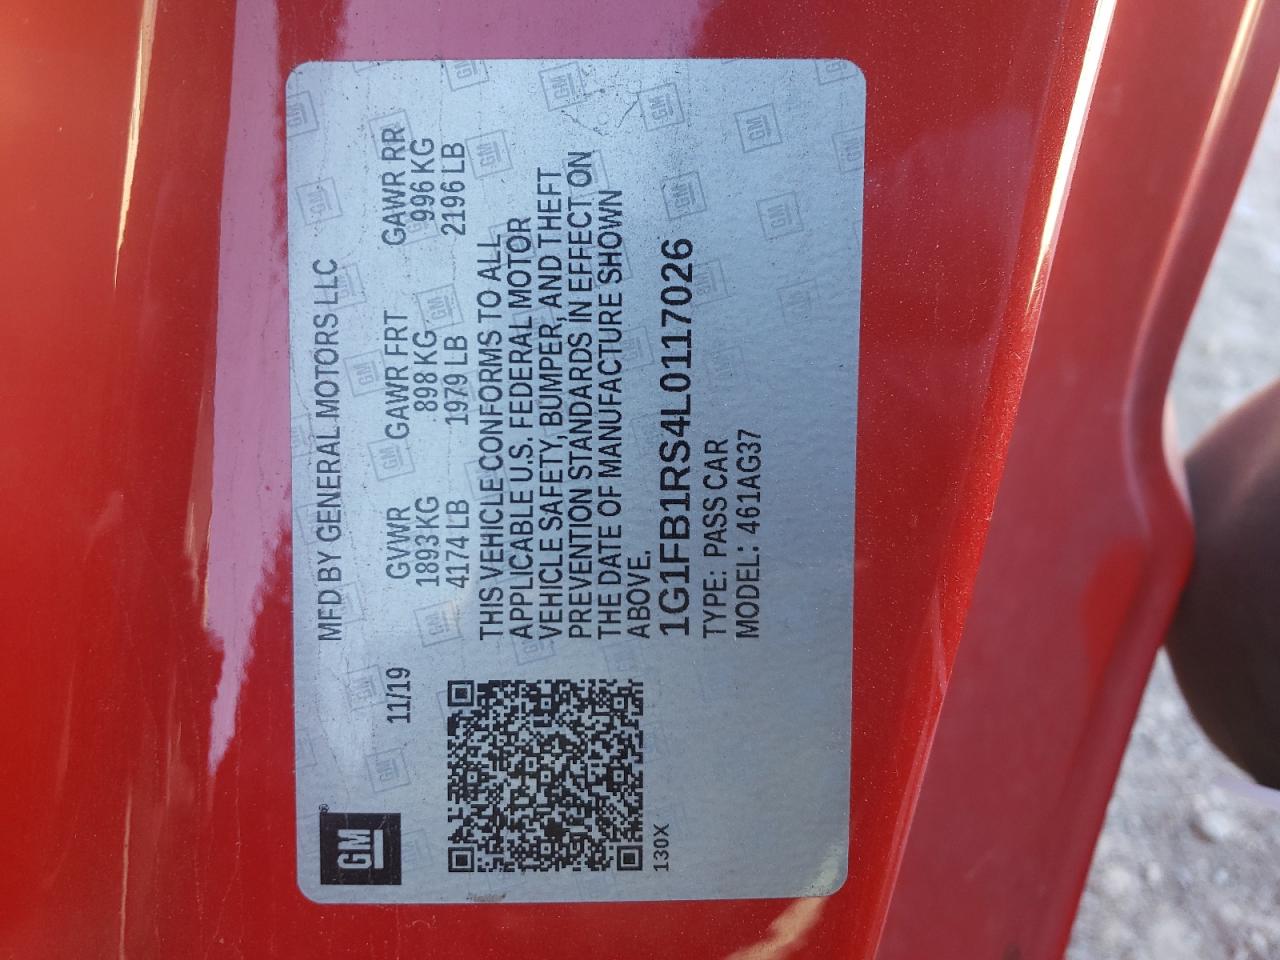 GM
MFD BY GENERAL MOTORS LLC
11/19
GVWR GAWR FRT GAWR RR
1893 KG 898 KG 996 KG
4174 LB 1979 LB 2196 LB
THIS VEHICLE CONFORMS TO ALL
APPLICABLE U.S. FEDERAL MOTOR
VEHICLE SAFETY, BUMPER, AND THEFT
PREVENTION STANDARDS IN EFFECT ON
THE DATE OF MANUFACTURE SHOWN
ABOVE.
1G1FB1RS4L0117026
TYPE: PASS CAR
MODEL: 461AG37
130X